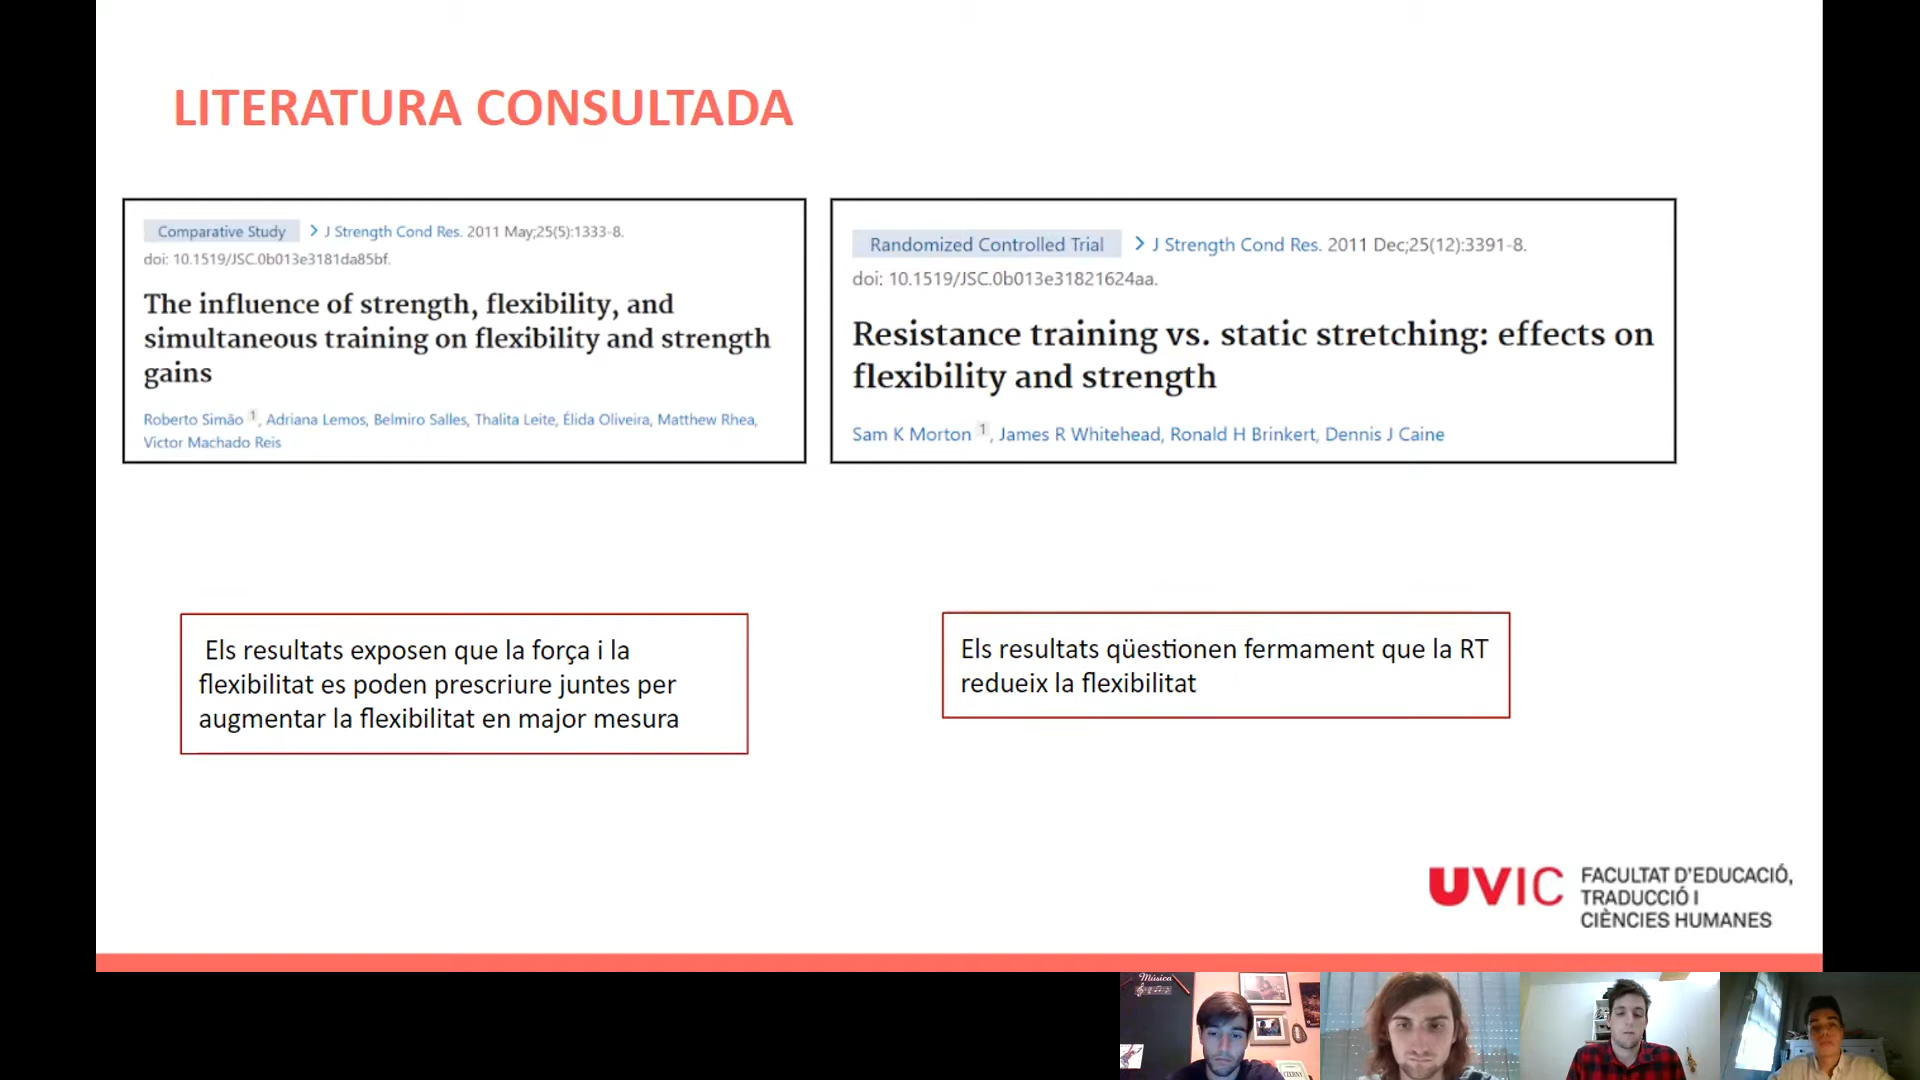 LITERATURA CONSULTADA
Comparative Study > J Strength Cond Res. 2011 May;25(5):1333-8.
doi: 10.1519/JSC.0b013e3181da85bf.
The influence of strength, flexibility, and
simultaneous training on flexibility and strength
gains
Roberto Simão 1, Adriana Lemos, Belmiro Salles, Thalita Leite, Élida Oliveira, Matthew Rhea,
Victor Machado Reis
Randomized Controlled Trial > J Strength Cond Res. 2011 Dec;25(12):3391-8.
doi: 10.1519/JSC.0b013e31821624aa.
Resistance training vs. static stretching: effects on
flexibility and strength
Sam K Morton 1, James R Whitehead, Ronald H Brinkert, Dennis J Caine
Els resultats exposen que la força i la
flexibilitat es poden prescriure juntes per
augmentar la flexibilitat en major mesura
Els resultats qüestionen fermament que la RT
redueix la flexibilitat
UVIC
FACULTAT D'EDUCACIÓ,
TRADUCCIÓ I
CIÈNCIES HUMANES
Música